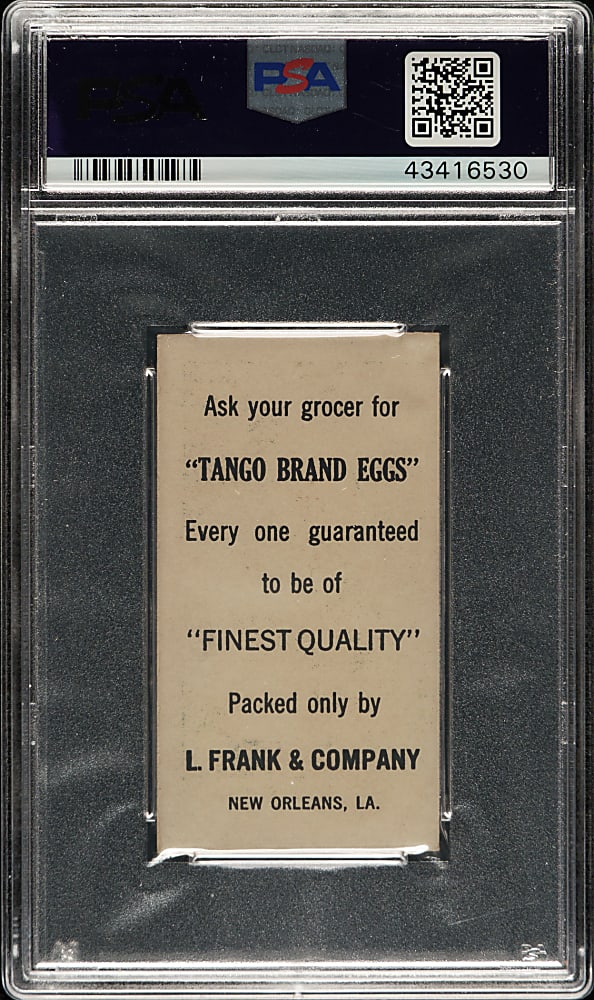 PSA
PSA
43416530
Ask your grocer for
“TANGO BRAND EGGS”
Every one guaranteed
to be of
“FINEST QUALITY”
Packed only by
L. FRANK & COMPANY
NEW ORLEANS, LA.